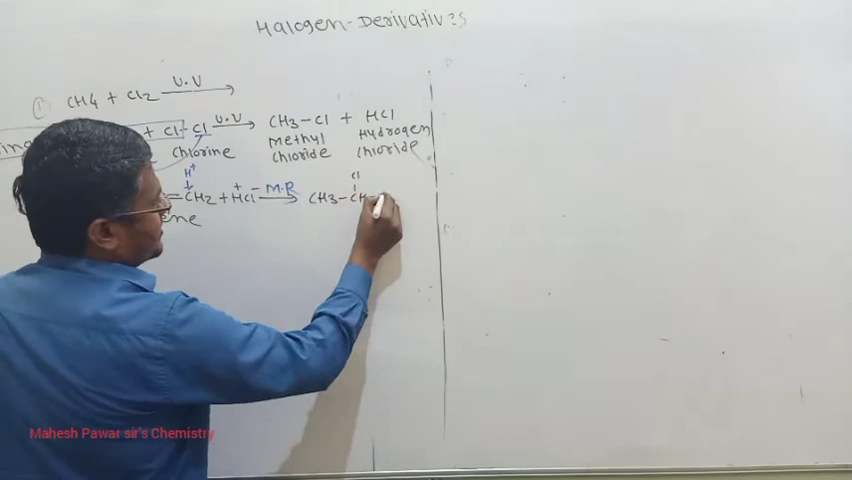 Halogen-Derivatives
① CH4 + Cl2 U.V →
+ Cl-Cl U.V → CH3-Cl + HCl
chlorine methyl chloride Hydrogen chloride
H+ Cl
=CH2 + HCl M.R → CH3-CH-
ene
Mahesh Pawar sir's Chemistry